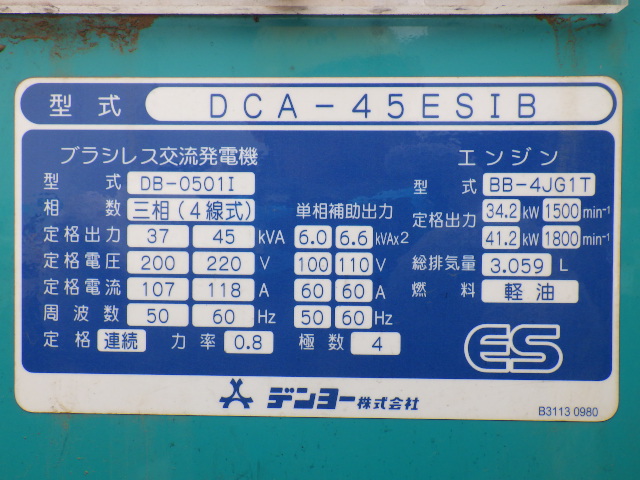 型式 DCA-45ESIB
ブラシレス交流発電機
型式 DB-0501I
相数 三相(4線式) 単相補助出力
定格出力 37 45 kVA 6.0 6.6 kVAx2
定格電圧 200 220 V 100 110 V
定格電流 107 118 A 60 60 A
周波数 50 60 Hz 50 60 Hz
定格 連続 力率 0.8 極数 4
エンジン
型式 BB-4JG1T
定格出力 34.2 kW 1500 min⁻¹
41.2 kW 1800 min⁻¹
総排気量 3.059 L
燃料 軽油
ES
デンヨー株式会社
B3113 0980